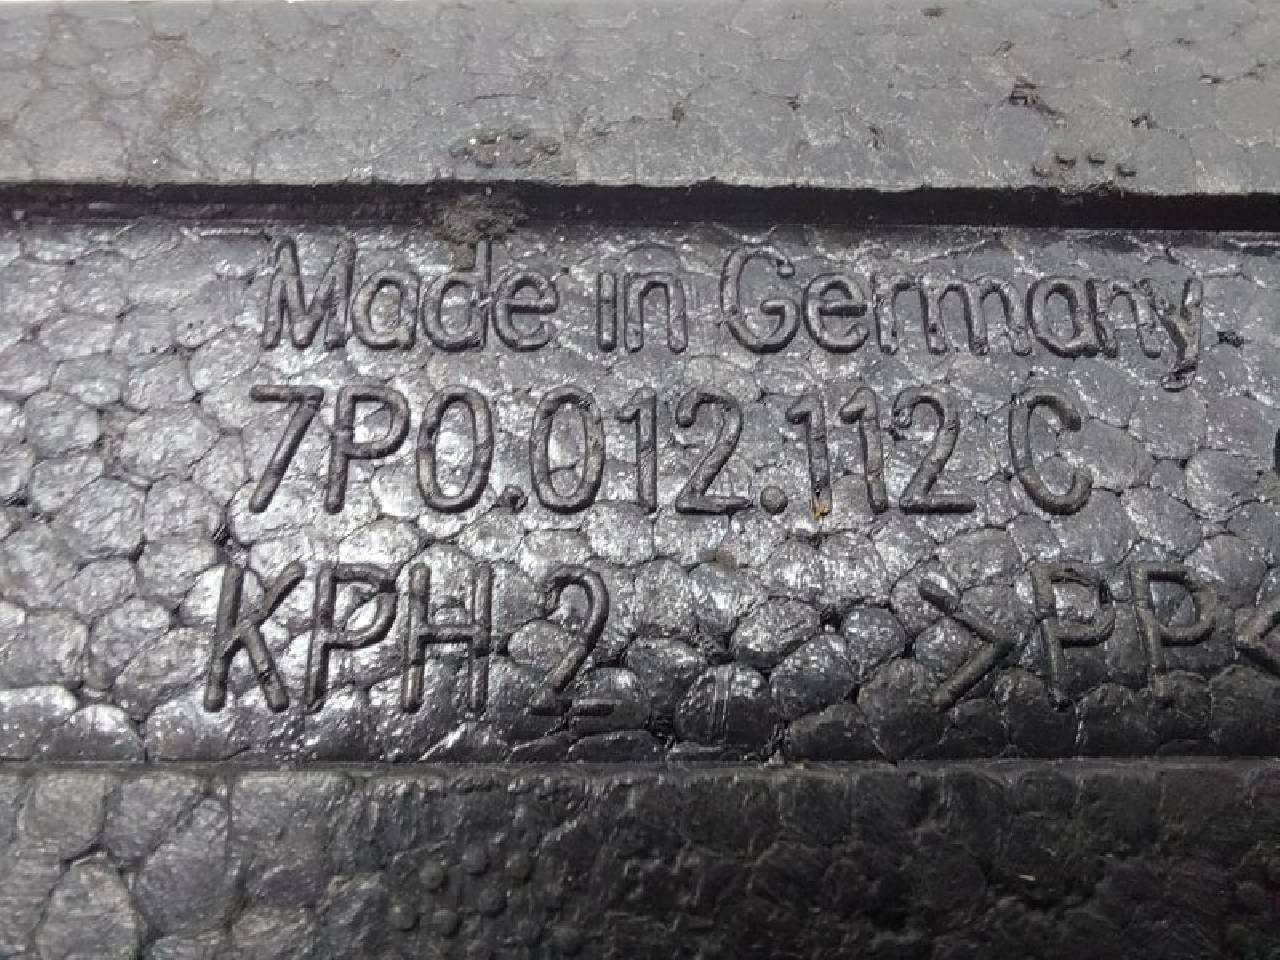 Made in Germany
7P0.012.112 C
KPH 2 >PP<